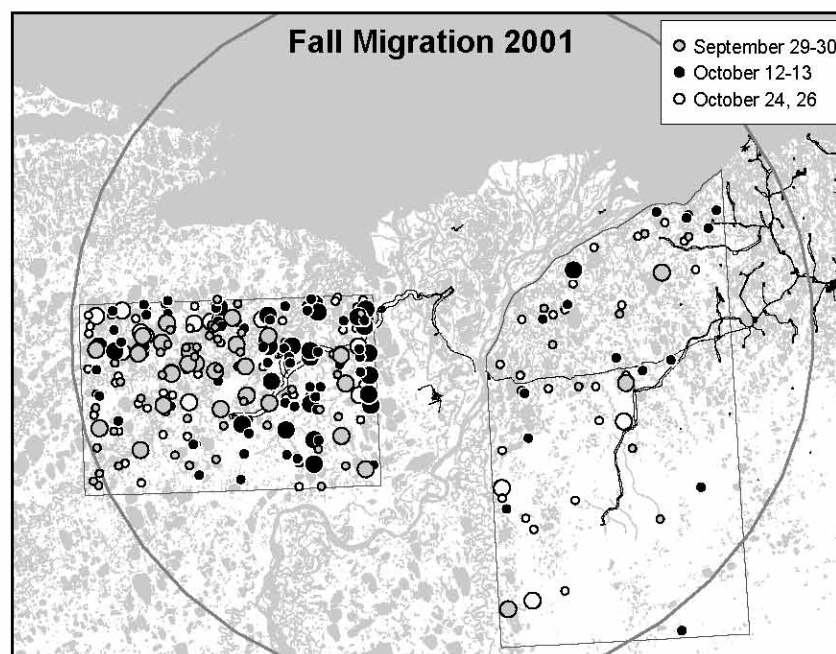 Fall Migration 2001
September 29-30
October 12-13
October 24, 26